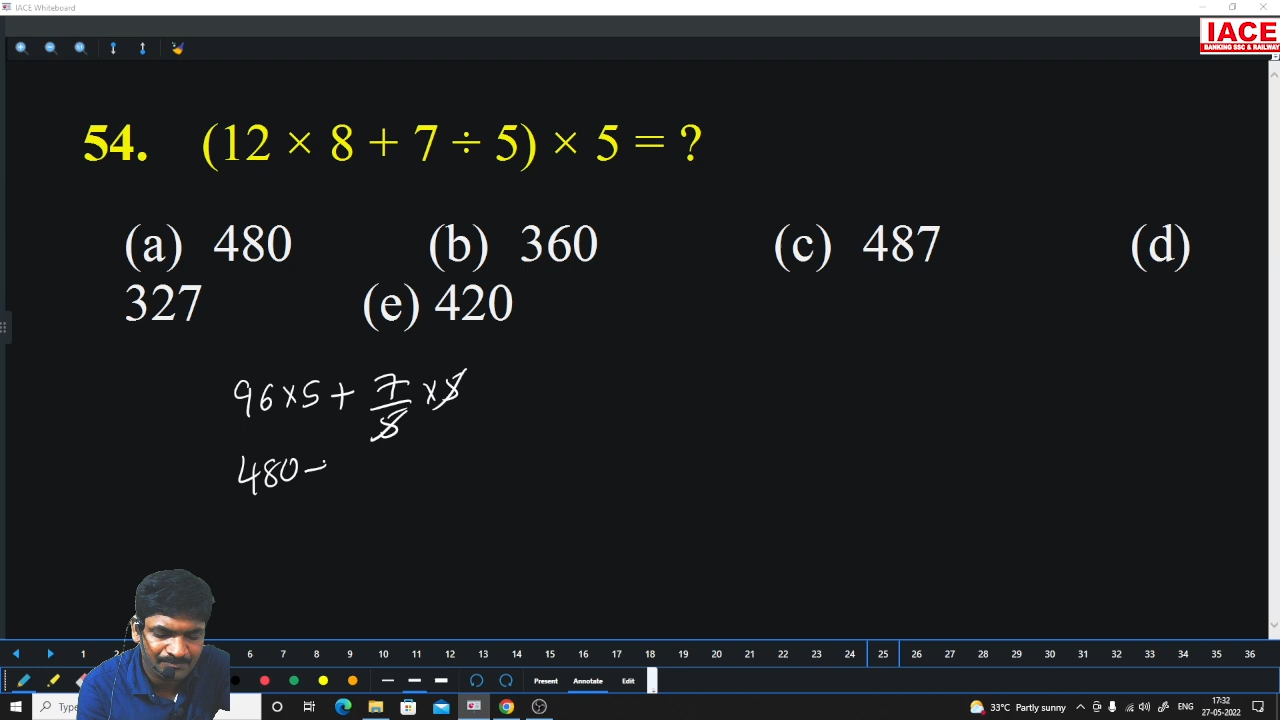 IACE Whiteboard
IACE
BANKING SSC & RAILWAY
54. (12 × 8 + 7 ÷ 5) × 5 = ?
(a) 480 (b) 360 (c) 487 (d)
327 (e) 420
96×5 + 7/5 ×5
480
1 6 7 8 9 10 11 12 13 14 15 16 17 18 19 20 21 22 23 24 25 26 27 28 29 30 31 32 33 34 35 36
Present Annotate Edit
Type 33°C Partly sunny ENG 17:32
27-05-2022